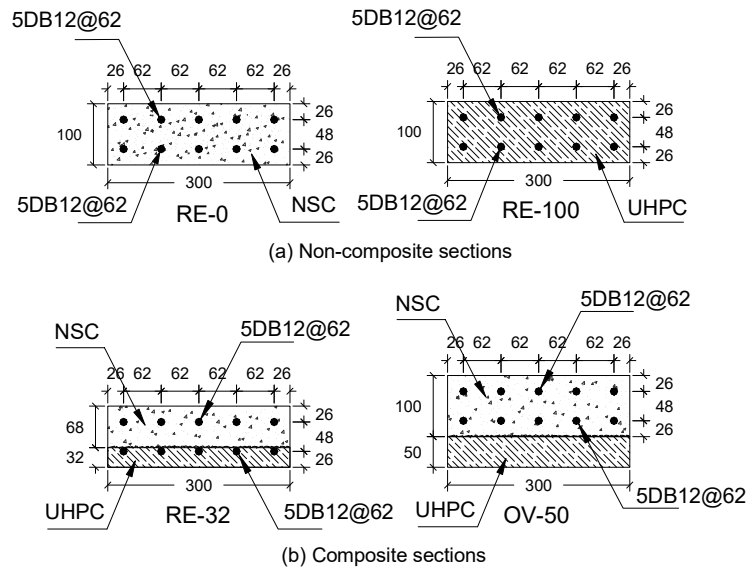 5DB12@62
26 62 62 62 62 26
100
26
48
26
300
5DB12@62
RE-0
NSC
5DB12@62
26 62 62 62 62 26
100
26
48
26
300
5DB12@62
RE-100
UHPC
(a) Non-composite sections
NSC
5DB12@62
26 62 62 62 62 26
68
32
26
48
26
300
UHPC
RE-32
5DB12@62
NSC
5DB12@62
26 62 62 62 62 26
100
50
26
48
26
300
UHPC
OV-50
5DB12@62
(b) Composite sections